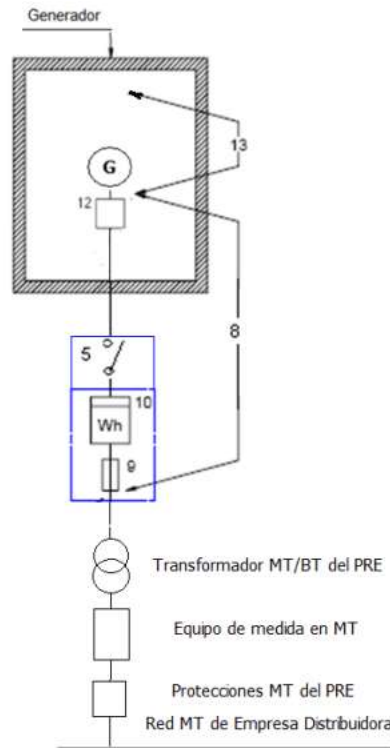 Generador
13
G
12
8
5
10
Wh
9
Transformador MT/BT del PRE
Equipo de medida en MT
Protecciones MT del PRE
Red MT de Empresa Distribuidora